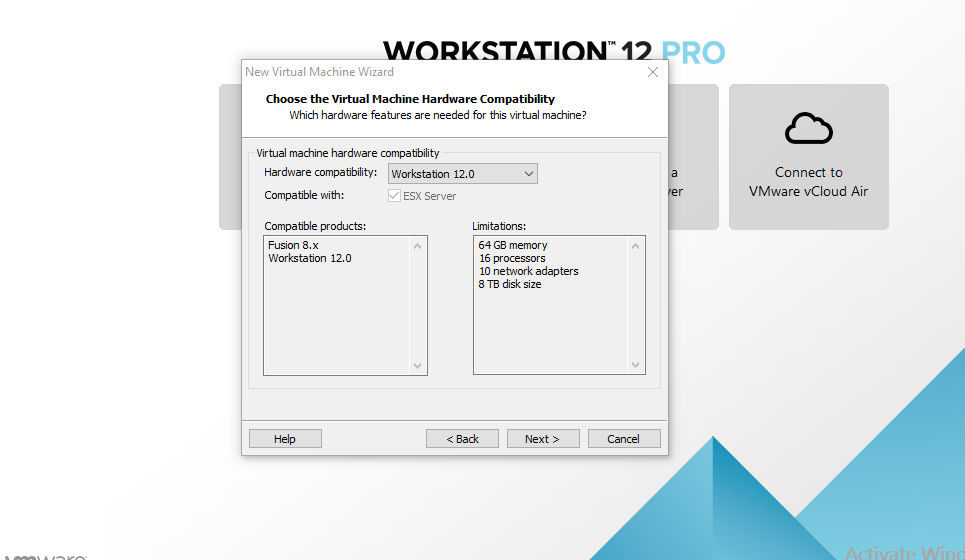 WORKSTATION™ 12 PRO
New Virtual Machine Wizard
Choose the Virtual Machine Hardware Compatibility
Which hardware features are needed for this virtual machine?
Virtual machine hardware compatibility
Hardware compatibility: Workstation 12.0
Compatible with: ESX Server
Compatible products:
Fusion 8.x
Workstation 12.0
Limitations:
64 GB memory
16 processors
10 network adapters
8 TB disk size
Help
< Back
Next >
Cancel
a
ver
Connect to
VMware vCloud Air
vmware
Activate Wind